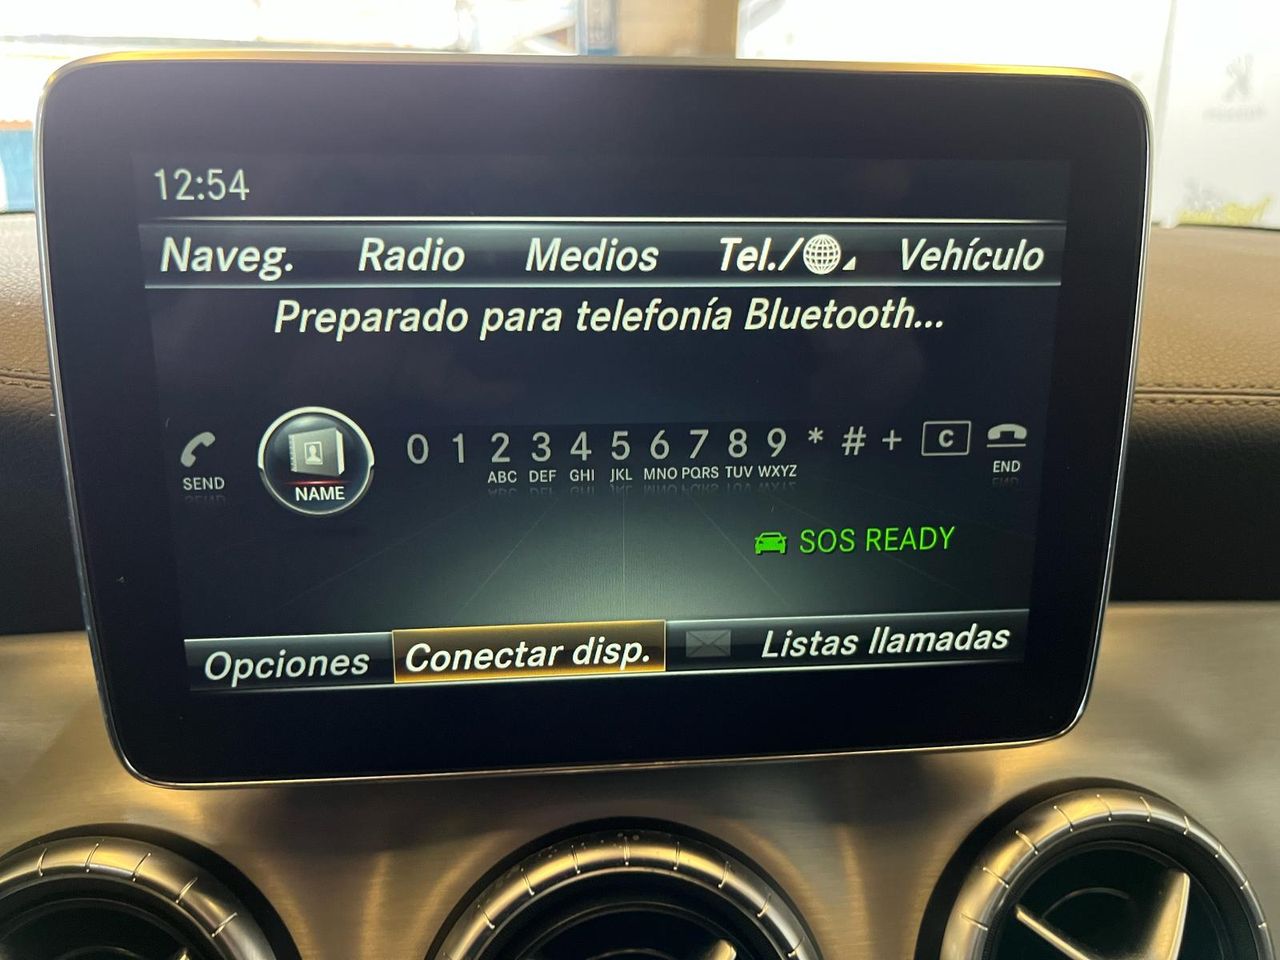 12:54
Naveg. Radio Medios Tel./ Vehículo
Preparado para telefonía Bluetooth...
0 1 2 3 4 5 6 7 8 9 * # + C
SEND NAME ABC DEF GHI JKL MNO PQRS TUV WXYZ END
SOS READY
Opciones Conectar disp. Listas llamadas